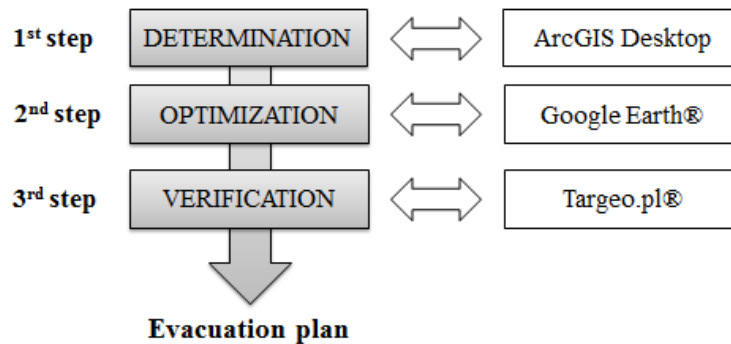 1st step DETERMINATION ArcGIS Desktop
2nd step OPTIMIZATION Google Earth®
3rd step VERIFICATION Targeo.pl®
Evacuation plan